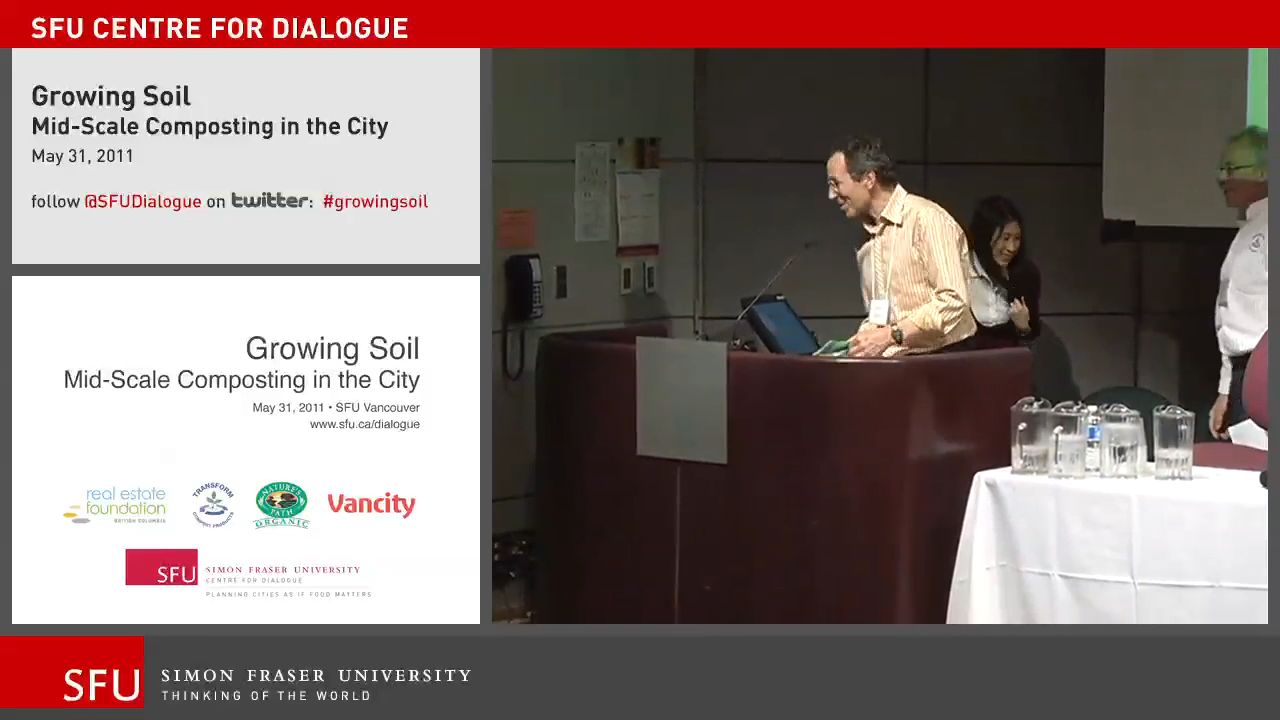 SFU CENTRE FOR DIALOGUE
Growing Soil
Mid-Scale Composting in the City
May 31, 2011
follow @SFUDialogue on twitter: #growingsoil
Growing Soil
Mid-Scale Composting in the City
May 31, 2011 • SFU Vancouver
www.sfu.ca/dialogue
real estate
foundation
BRITISH COLUMBIA
TRANSFORM
COMPOST PRODUCTS
NATURE'S
PATH
ORGANIC
Vancity
SFU
SIMON FRASER UNIVERSITY
CENTRE FOR DIALOGUE
PLANNING CITIES AS IF FOOD MATTERS
SFU
SIMON FRASER UNIVERSITY
THINKING OF THE WORLD